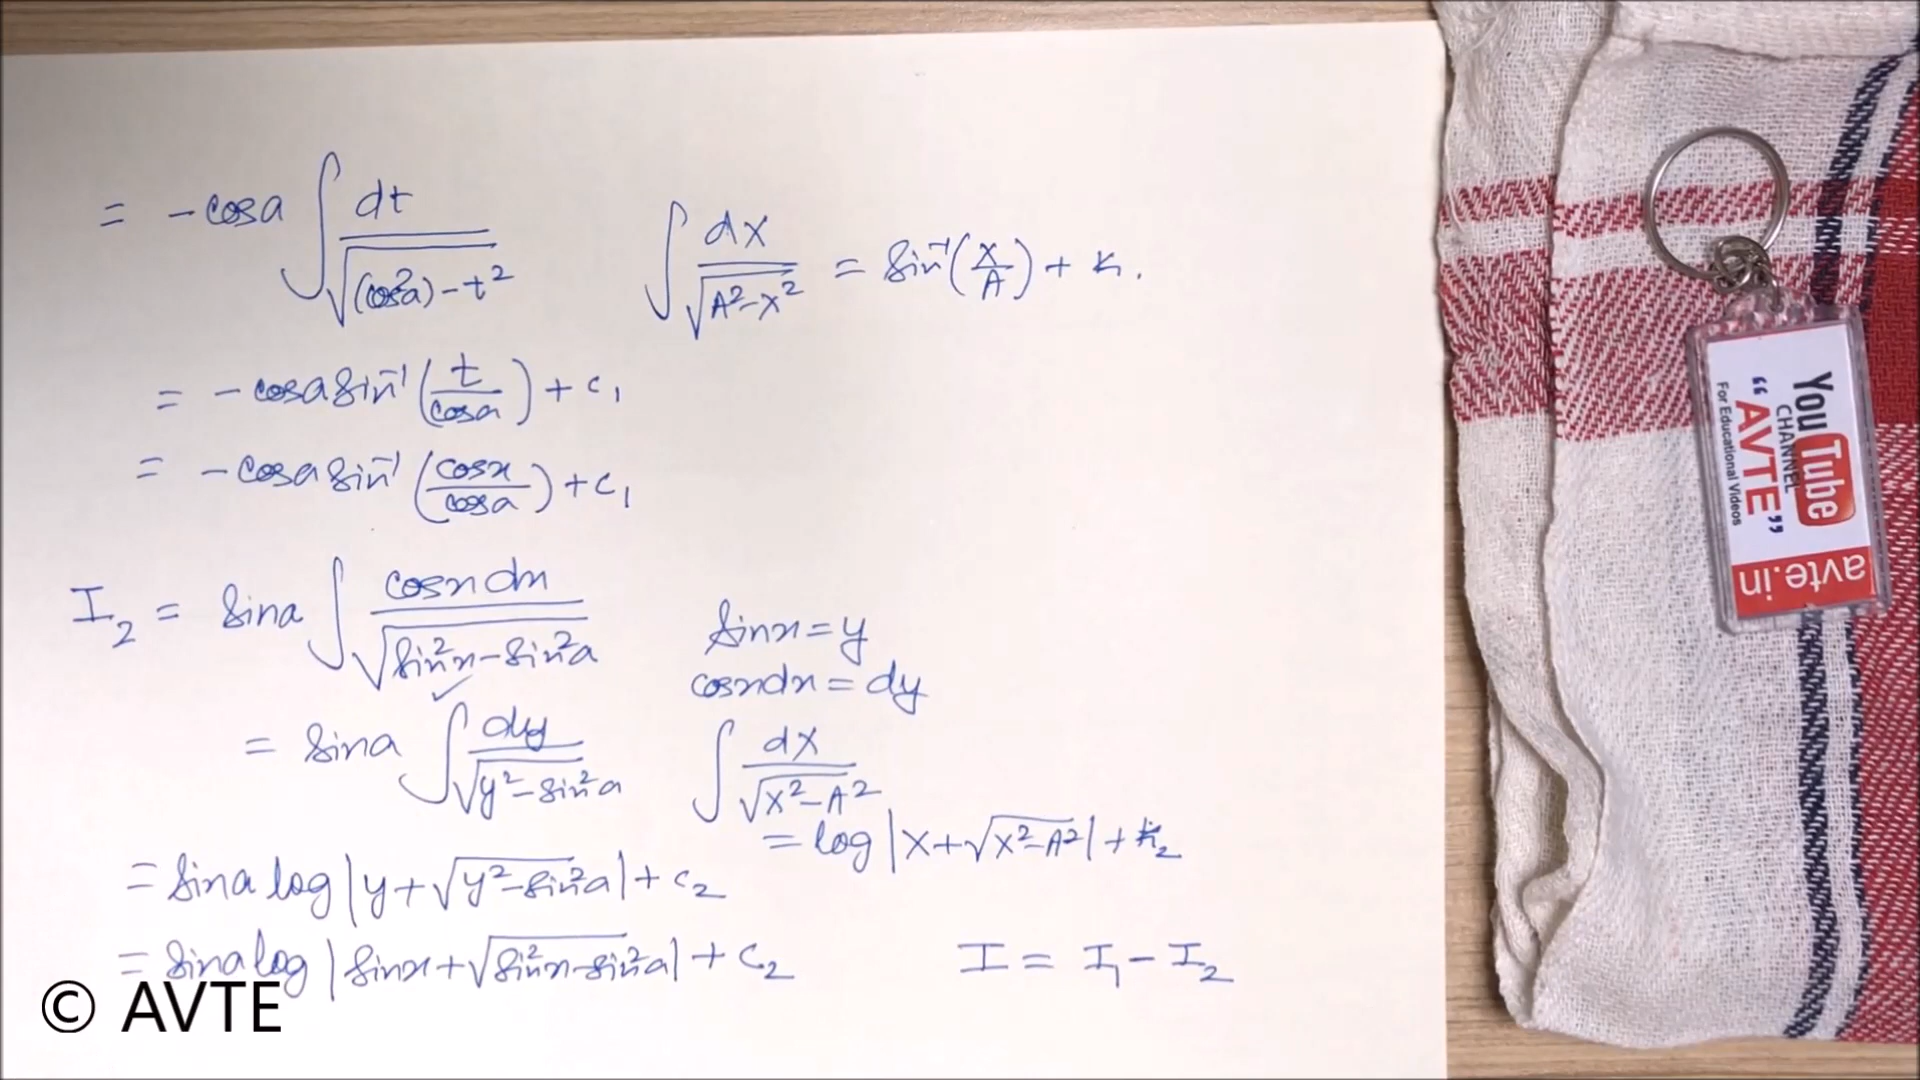 = -cosa ∫ dt / √(cos²a) - t²
∫ dx / √A²-x² = sin⁻¹(x/A) + k.
= -cosa sin⁻¹(t/cosa) + c₁
= -cosa sin⁻¹(cosx/cosa) + c₁
I₂ = sina ∫ cosx dx / √sin²x - sin²a
sinx = y
cosxdx = dy
= sina ∫ dy / √y² - sin²a
∫ dx / √x² - A²
= log |x + √x² - A²| + k₂
= sina log |y + √y² - sin²a| + c₂
= sina log |sinx + √sin²x - sin²a| + c₂
I = I₁ - I₂
© AVTE
YouTube
CHANNEL
"AVTE"
For Educational Videos
avte.in